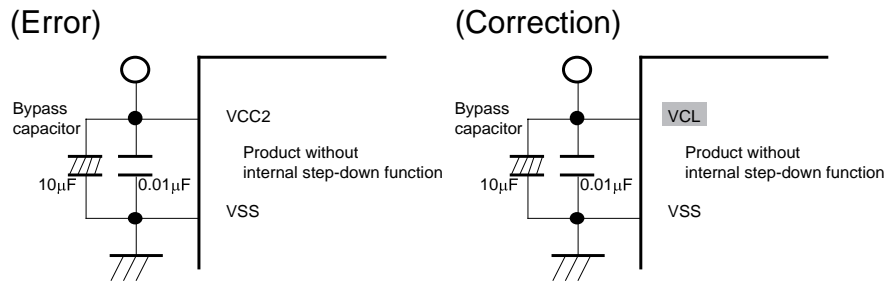 (Error)
Bypass
capacitor
VCC2
Product without
internal step-down function
10μF
0.01μF
VSS
(Correction)
Bypass
capacitor
VCL
Product without
internal step-down function
10μF
0.01μF
VSS